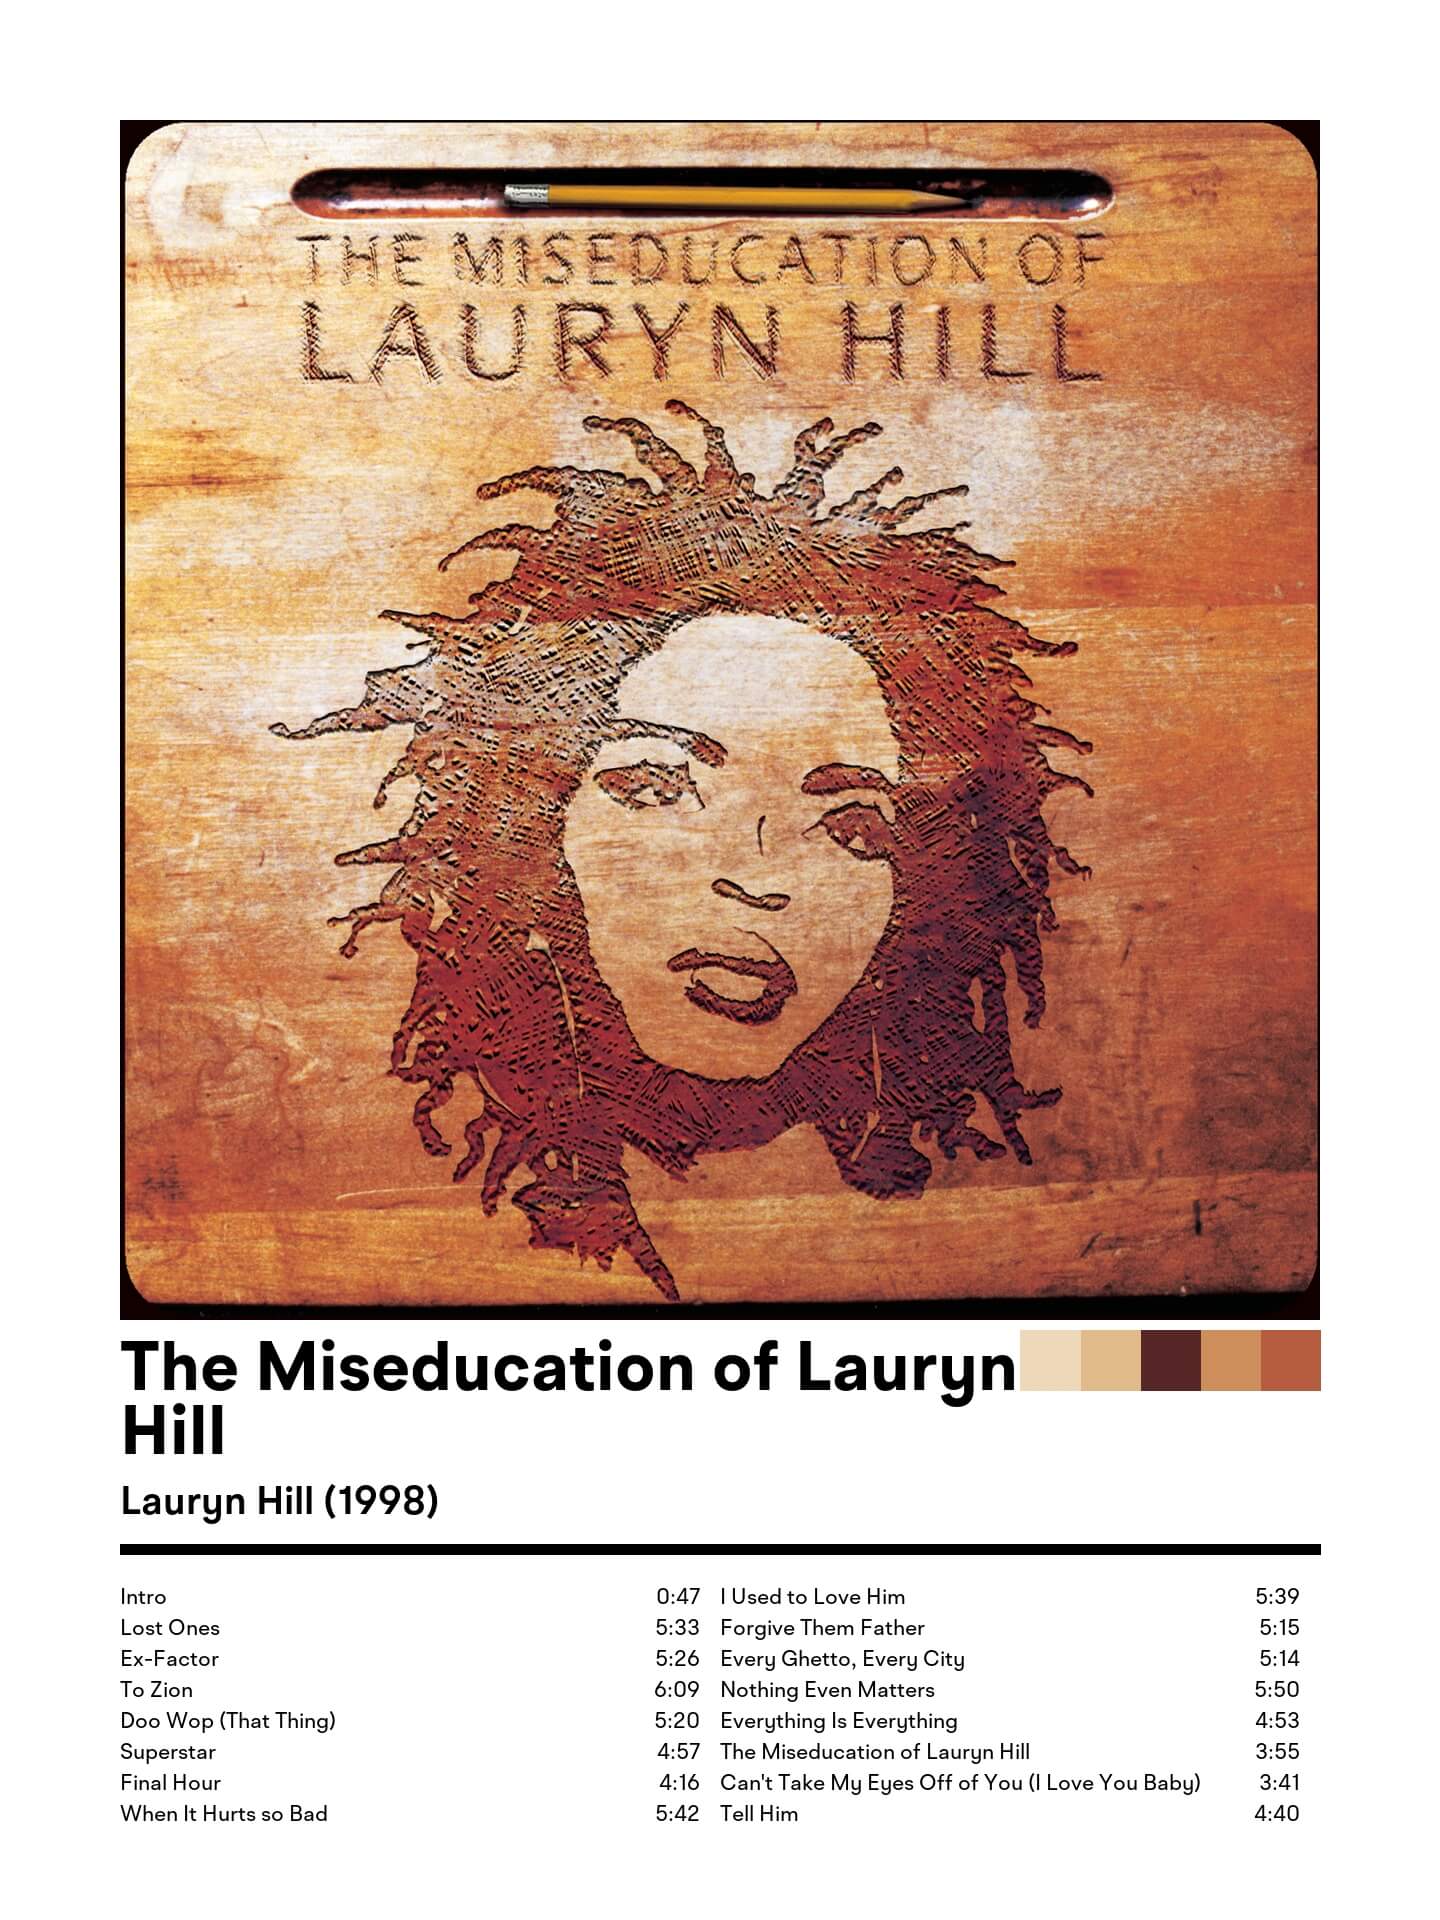 THE MISEDUCATION OF
LAURYN HILL
The Miseducation of Lauryn
Hill
Lauryn Hill (1998)
Intro 0:47
Lost Ones 5:33
Ex-Factor 5:26
To Zion 6:09
Doo Wop (That Thing) 5:20
Superstar 4:57
Final Hour 4:16
When It Hurts so Bad 5:42
I Used to Love Him 5:39
Forgive Them Father 5:15
Every Ghetto, Every City 5:14
Nothing Even Matters 5:50
Everything Is Everything 4:53
The Miseducation of Lauryn Hill 3:55
Can't Take My Eyes Off of You (I Love You Baby) 3:41
Tell Him 4:40